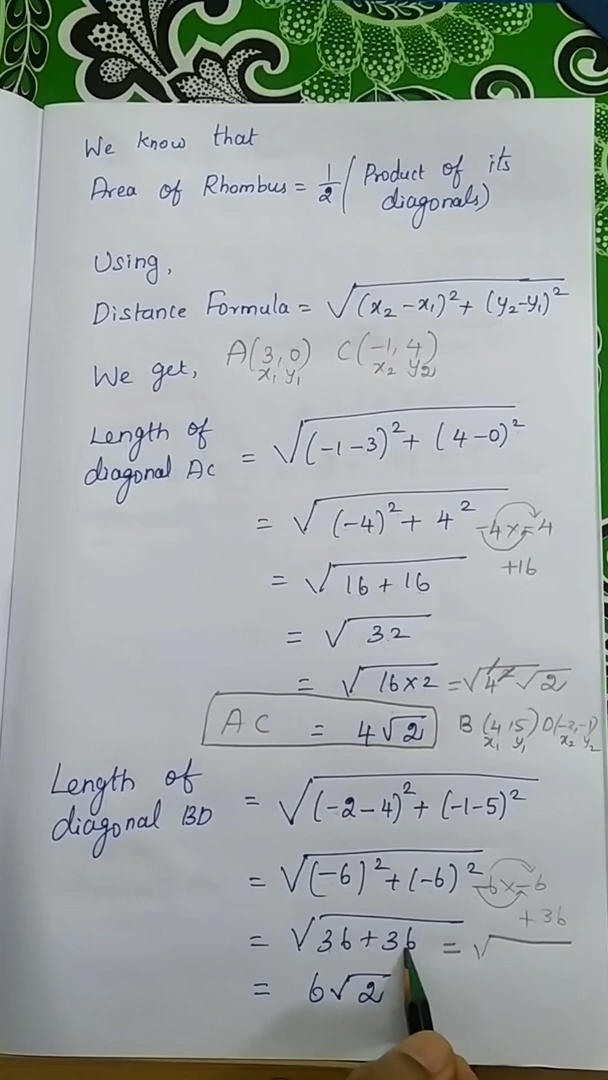 We know that
Area of Rhombus = 1/2 (Product of its diagonals)
Using,
Distance Formula = √((x₂-x₁)²+(y₂-y₁)²)
We get, A(3,0) C(-1,4)
x₁ y₁ x₂ y₂
Length of diagonal AC = √((-1-3)²+(4-0)²)
= √((-4)²+4²) -4×-4
+16
= √(16+16)
= √32
= √(16×2) = √4² √2
AC = 4√2 B(4,5) D(-2,-1)
x₁ y₁ x₂ y₂
Length of diagonal BD = √((-2-4)²+(-1-5)²)
= √((-6)²+(-6)²) -6×-6
+36
= √(36+36) = √
= 6√2